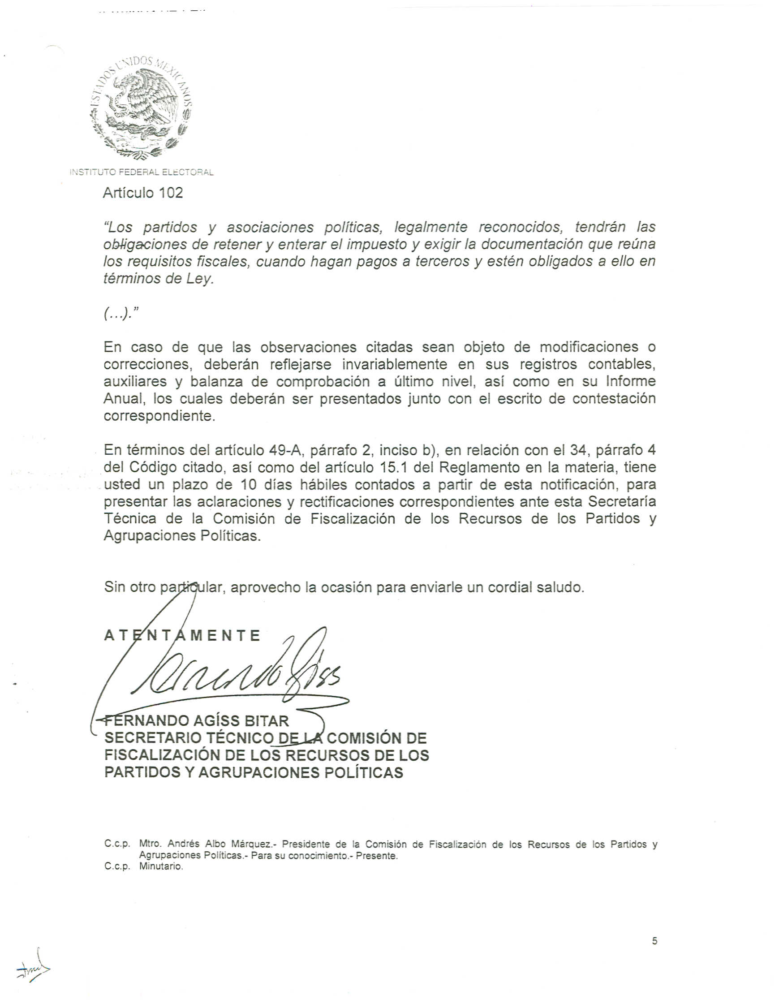 ESTADOS UNIDOS MEXICANOS
INSTITUTO FEDERAL ELECTORAL
Artículo 102
“Los partidos y asociaciones políticas, legalmente reconocidos, tendrán las
obligaciones de retener y enterar el impuesto y exigir la documentación que reúna
los requisitos fiscales, cuando hagan pagos a terceros y estén obligados a ello en
términos de Ley.
(...).”
En caso de que las observaciones citadas sean objeto de modificaciones o
correcciones, deberán reflejarse invariablemente en sus registros contables,
auxiliares y balanza de comprobación a último nivel, así como en su Informe
Anual, los cuales deberán ser presentados junto con el escrito de contestación
correspondiente.
En términos del artículo 49-A, párrafo 2, inciso b), en relación con el 34, párrafo 4
del Código citado, así como del artículo 15.1 del Reglamento en la materia, tiene
usted un plazo de 10 días hábiles contados a partir de esta notificación, para
presentar las aclaraciones y rectificaciones correspondientes ante esta Secretaría
Técnica de la Comisión de Fiscalización de los Recursos de los Partidos y
Agrupaciones Políticas.
Sin otro particular, aprovecho la ocasión para enviarle un cordial saludo.
A T E N T A M E N T E
FERNANDO AGÍSS BITAR
SECRETARIO TÉCNICO DE LA COMISIÓN DE
FISCALIZACIÓN DE LOS RECURSOS DE LOS
PARTIDOS Y AGRUPACIONES POLÍTICAS
C.c.p. Mtro. Andrés Albo Márquez.- Presidente de la Comisión de Fiscalización de los Recursos de los Partidos y
Agrupaciones Políticas.- Para su conocimiento.- Presente.
C.c.p. Minutario.
5